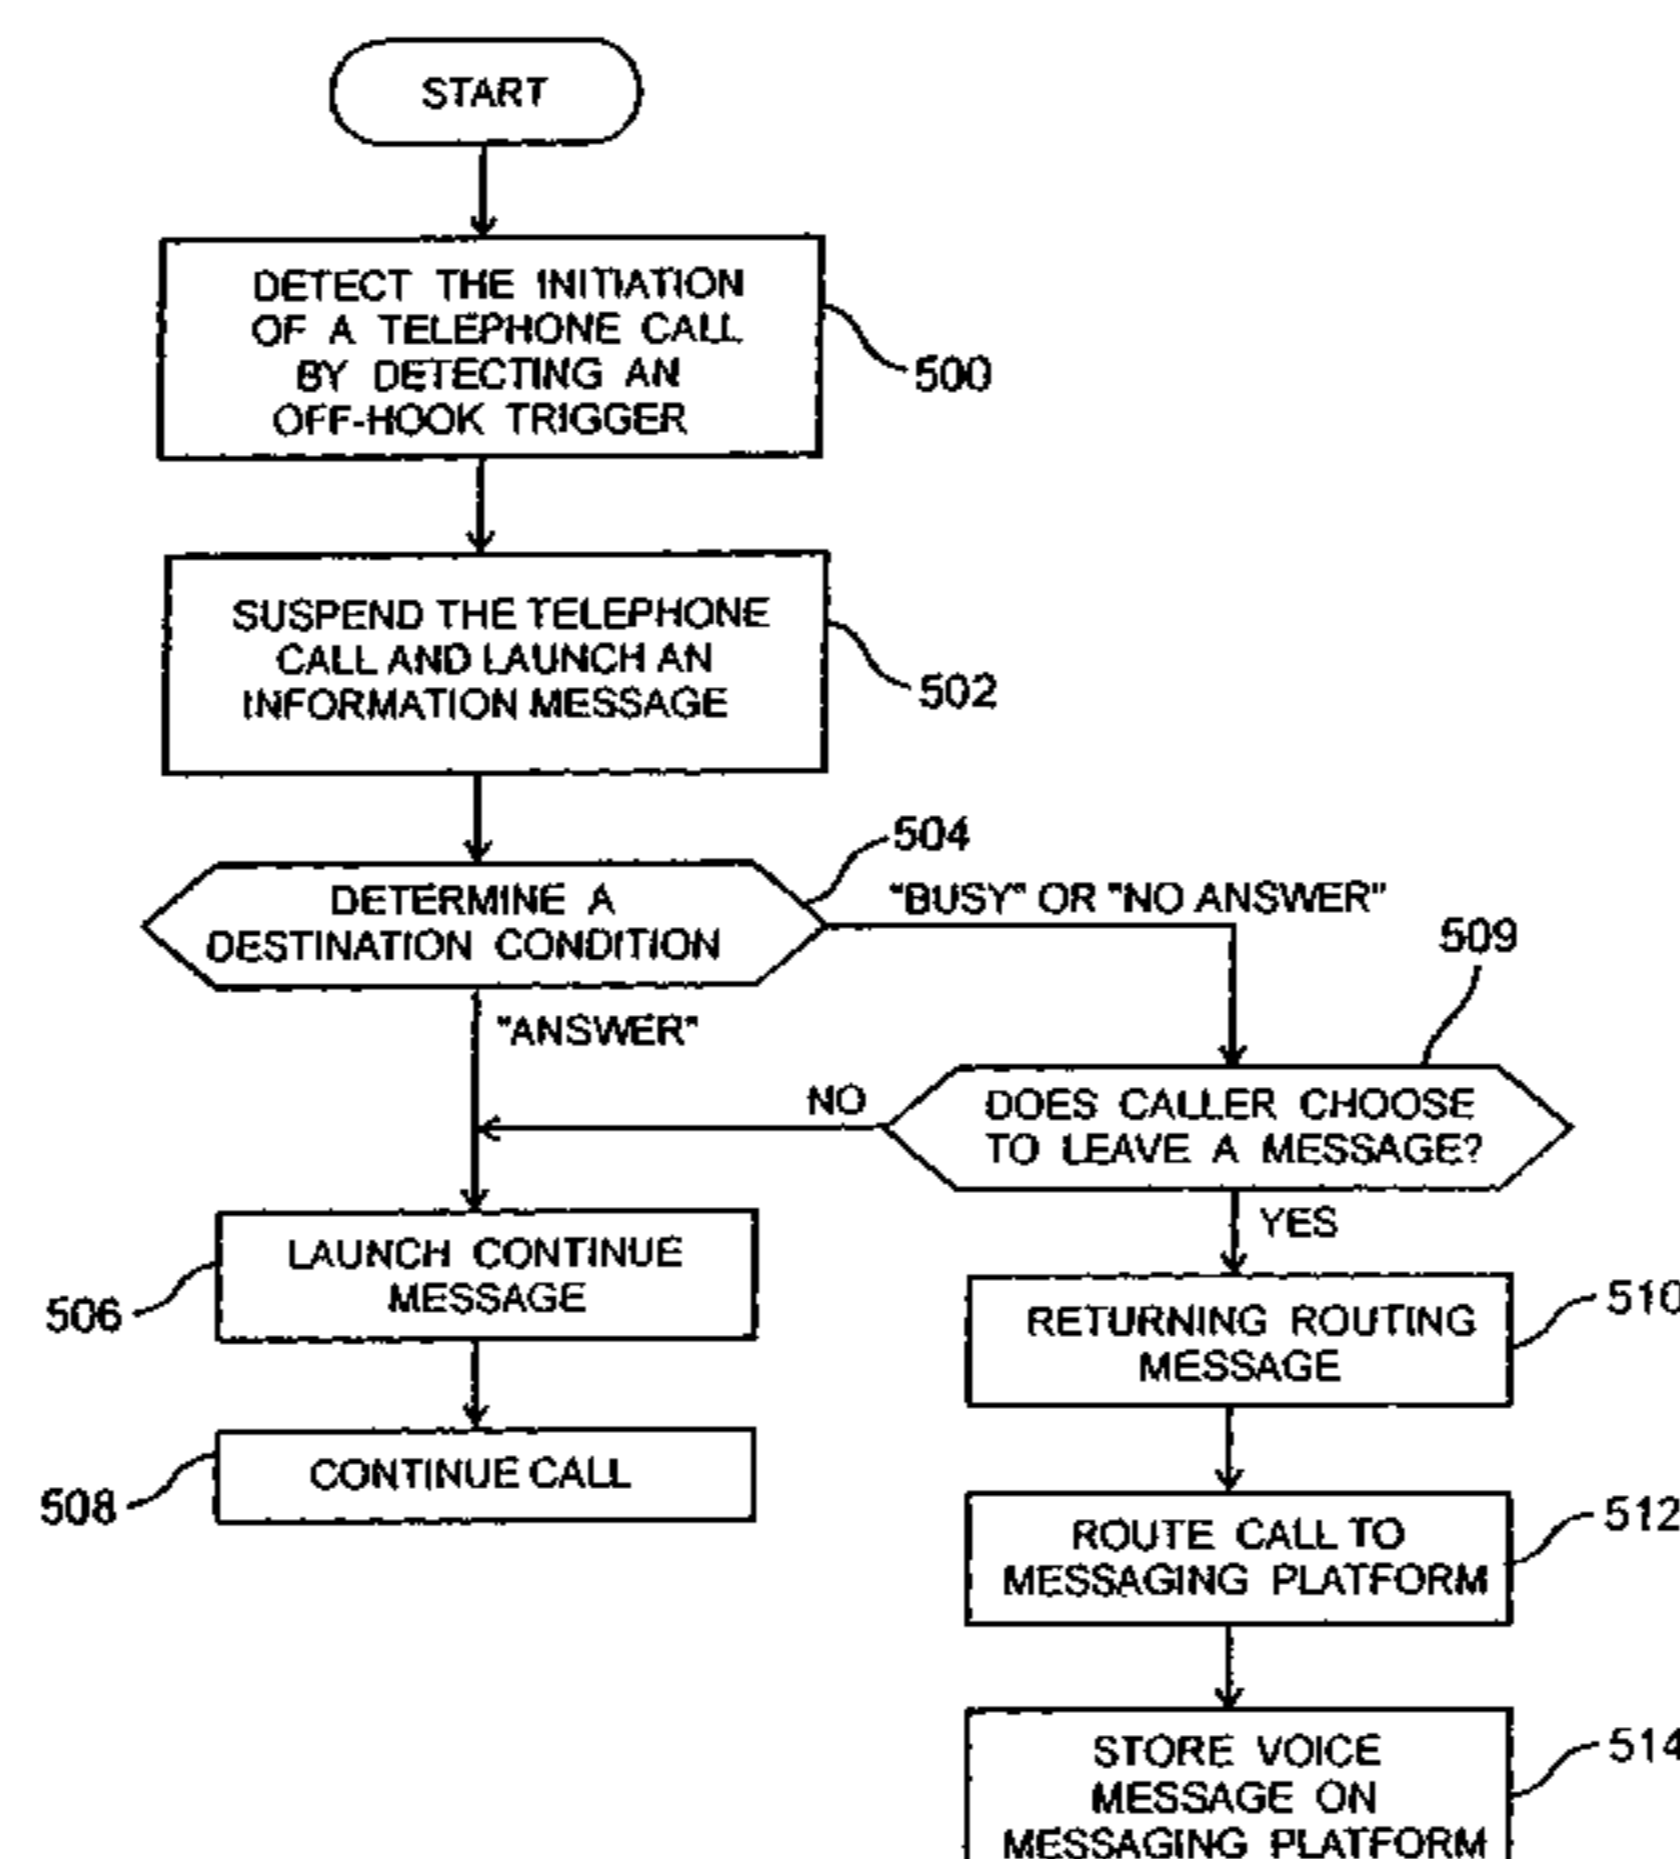 START
DETECT THE INITIATION
OF A TELEPHONE CALL
BY DETECTING AN
OFF-HOOK TRIGGER
500
SUSPEND THE TELEPHONE
CALL AND LAUNCH AN
INFORMATION MESSAGE
502
504
DETERMINE A
DESTINATION CONDITION
"BUSY" OR "NO ANSWER"
509
"ANSWER"
NO
DOES CALLER CHOOSE
TO LEAVE A MESSAGE?
YES
LAUNCH CONTINUE
MESSAGE
506
RETURNING ROUTING
MESSAGE
510
CONTINUE CALL
508
ROUTE CALL TO
MESSAGING PLATFORM
512
STORE VOICE
MESSAGE ON
MESSAGING PLATFORM
514